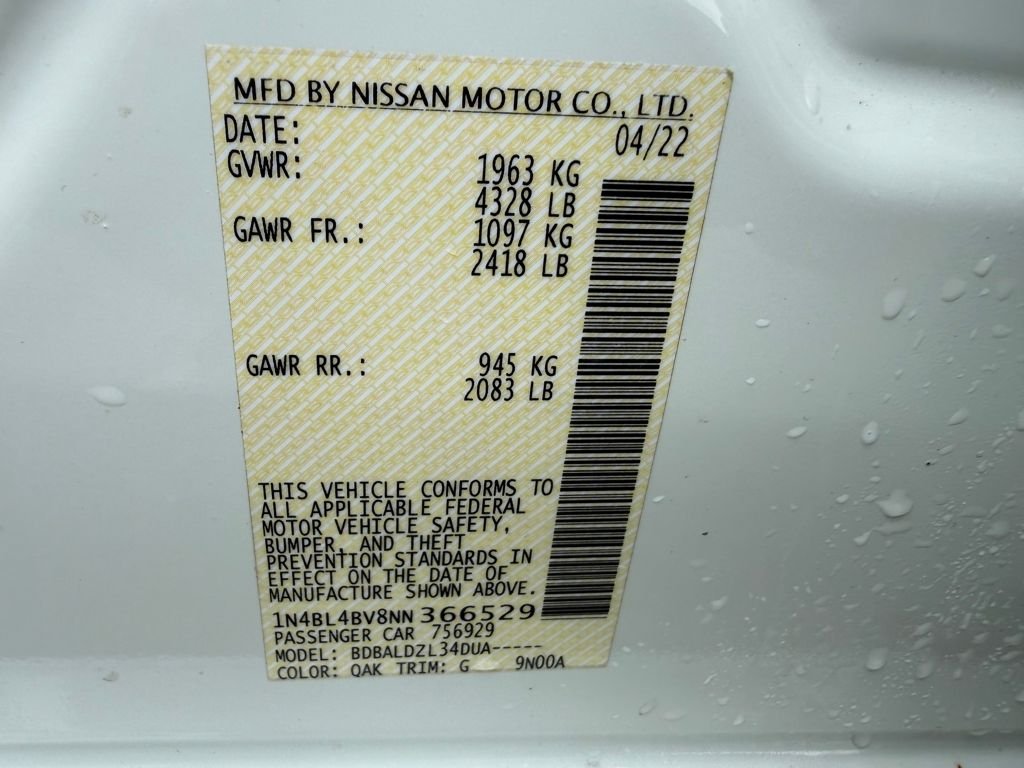 MFD BY NISSAN MOTOR CO., LTD.
DATE: 04/22
GVWR: 1963 KG
4328 LB
GAWR FR.: 1097 KG
2418 LB
GAWR RR.: 945 KG
2083 LB
THIS VEHICLE CONFORMS TO
ALL APPLICABLE FEDERAL
MOTOR VEHICLE SAFETY,
BUMPER, AND THEFT
PREVENTION STANDARDS IN
EFFECT ON THE DATE OF
MANUFACTURE SHOWN ABOVE.
1N4BL4BV8NN 366529
PASSENGER CAR 756929
MODEL: BDBALDZL34DUA-----
COLOR: QAK TRIM: G 9N00A